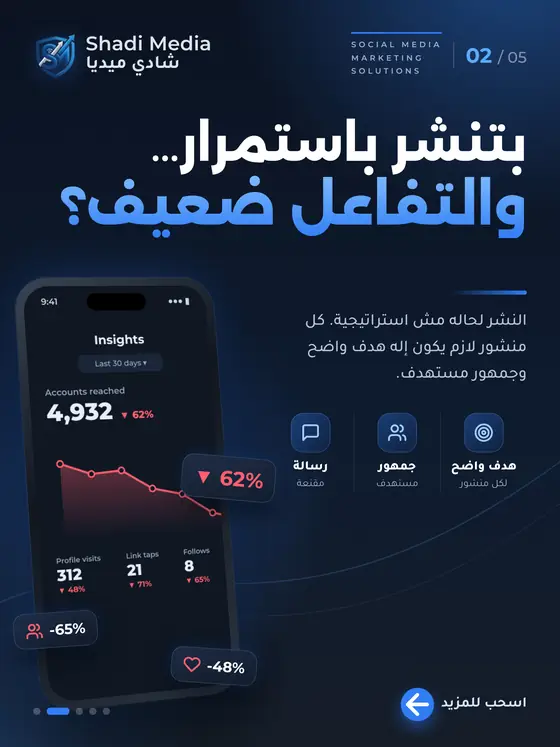 Shadi Media
شادي ميديا
SOCIAL MEDIA
MARKETING
SOLUTIONS
02 / 05
بتنشر باستمرار...
والتفاعل ضعيف؟
النشر لحاله مش استراتيجية. كل
منشور لازم يكون إله هدف واضح
وجمهور مستهدف.
هدف واضح
لكل منشور
جمهور
مستهدف
رسالة
مقنعة
9:41
Insights
Last 30 days ▾
Accounts reached
4,932 ▼ 62%
▼ 62%
Profile visits
312
▼ 48%
Link taps
21
▼ 71%
Follows
8
▼ 65%
-65%
-48%
اسحب للمزيد